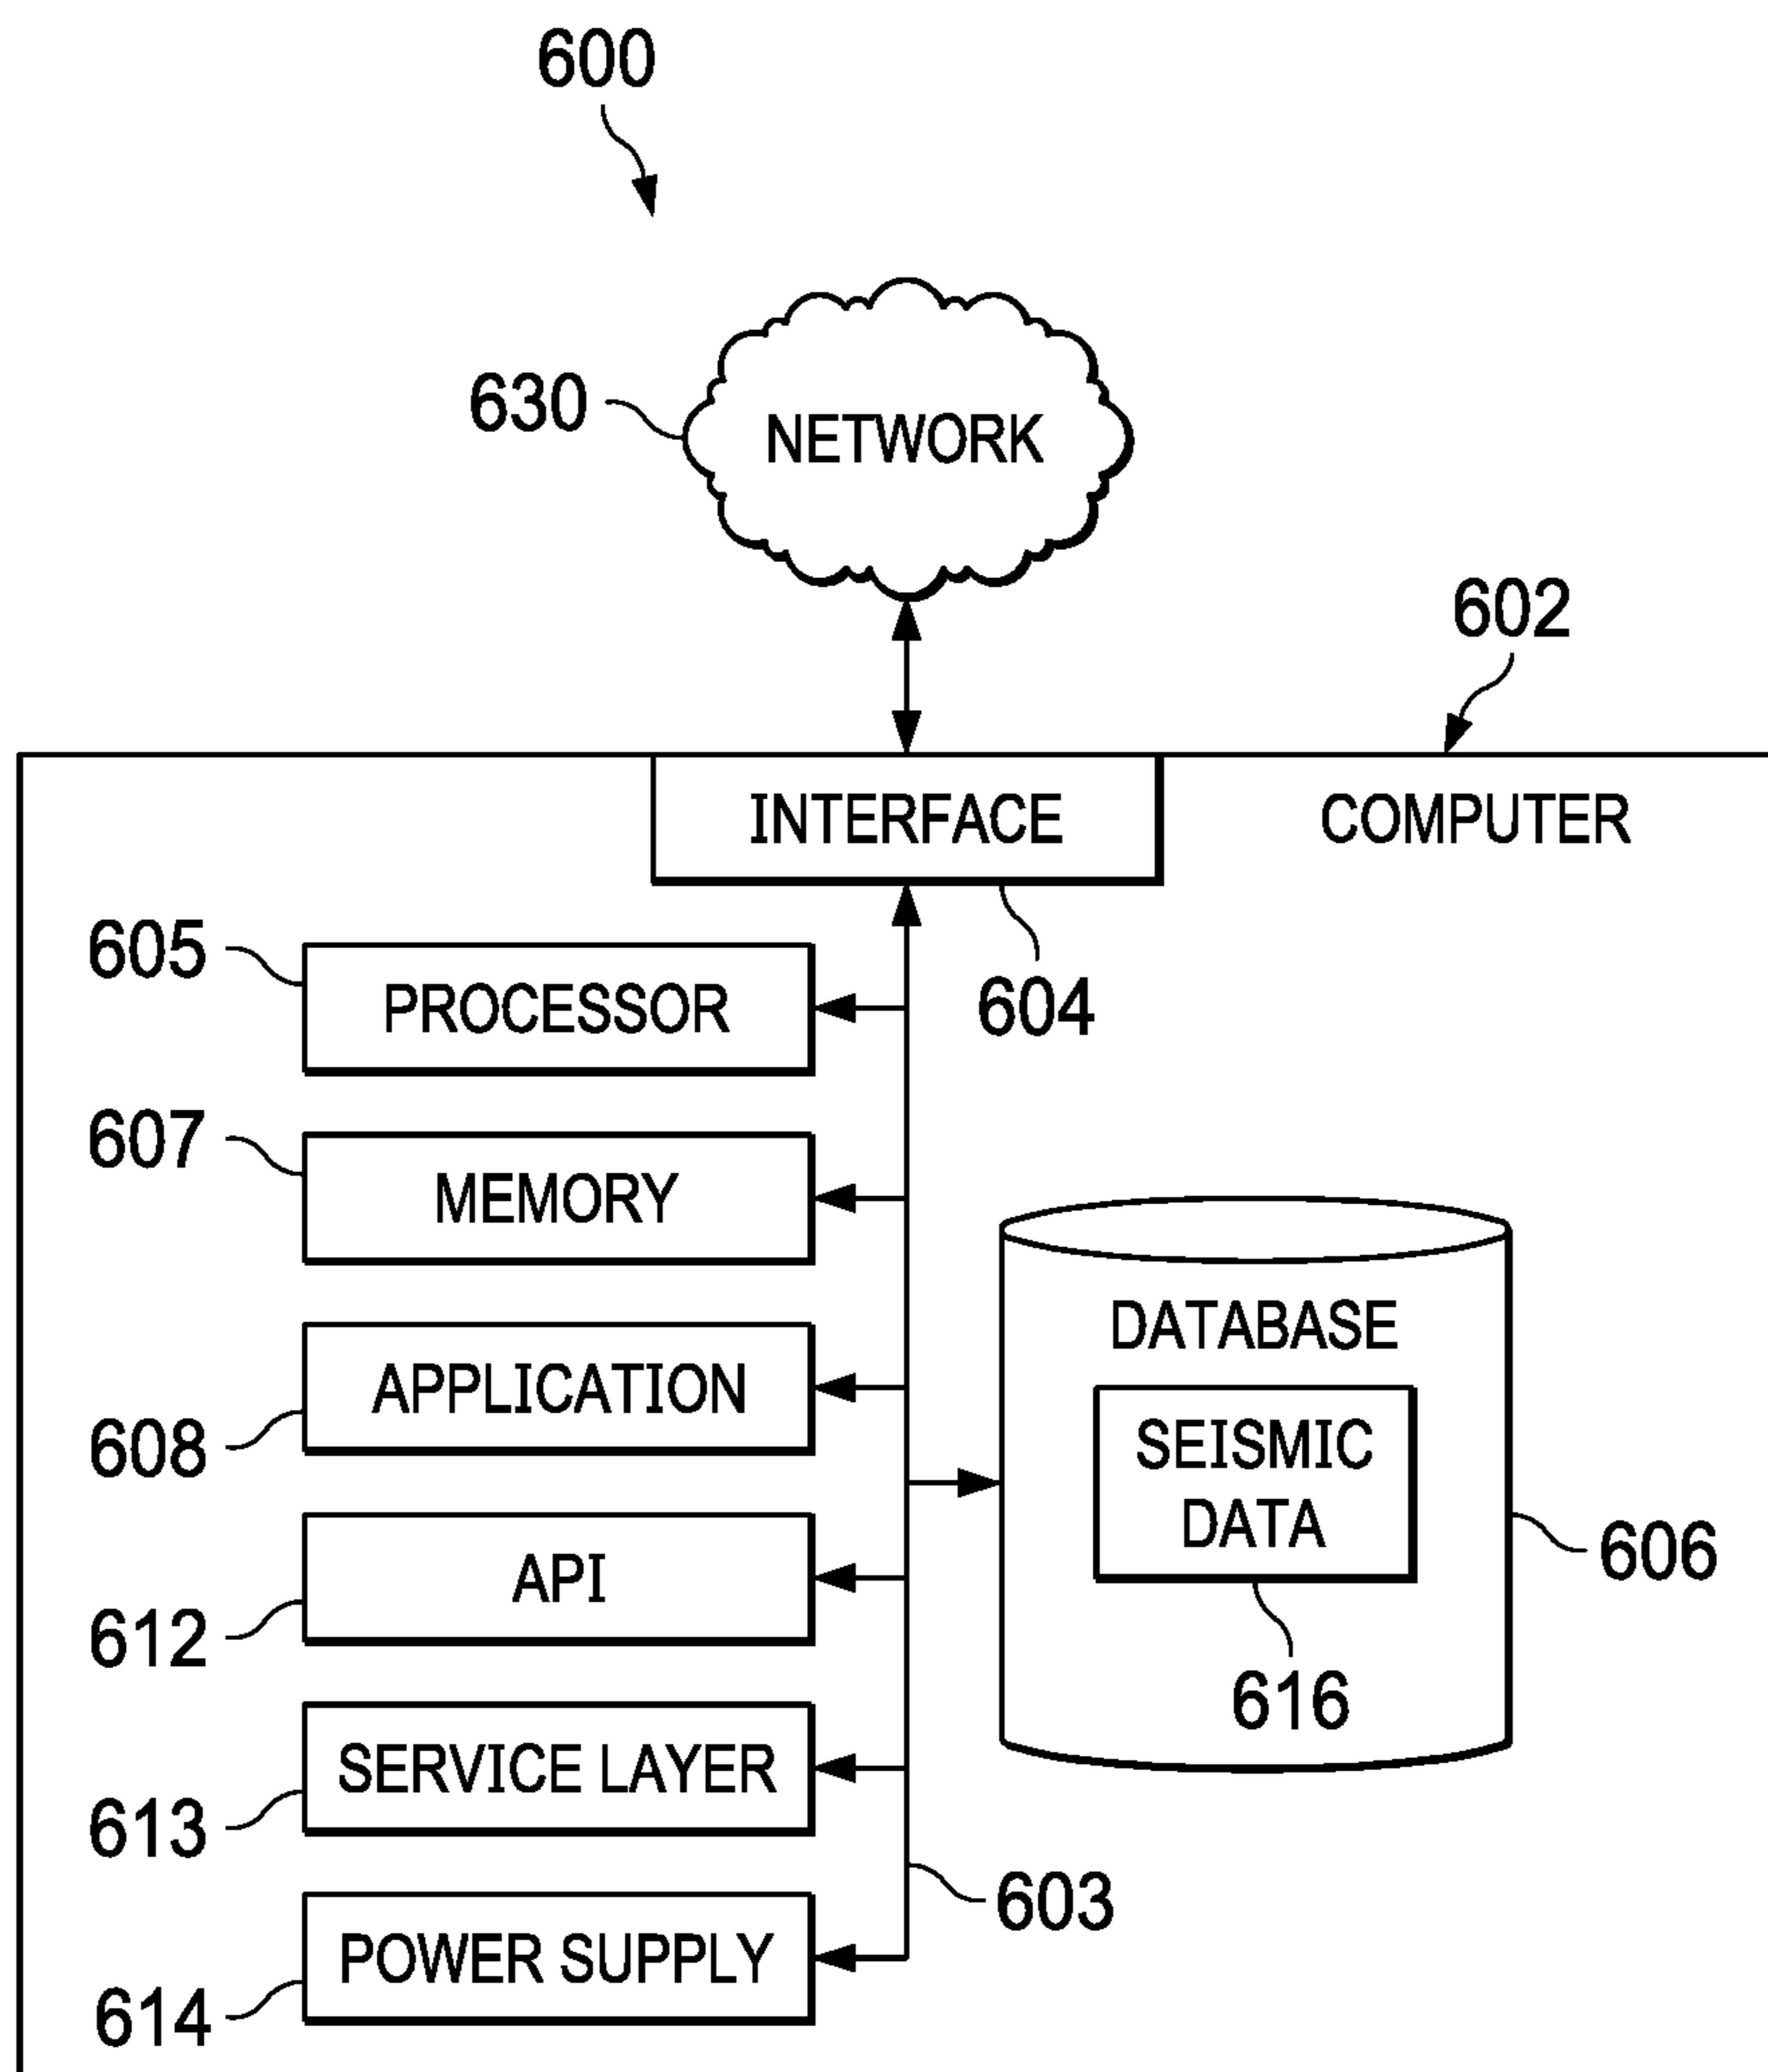 600
630
NETWORK
602
INTERFACE
COMPUTER
605
PROCESSOR
604
607
MEMORY
DATABASE
APPLICATION
608
SEISMIC
DATA
606
API
612
616
SERVICE LAYER
613
603
POWER SUPPLY
614